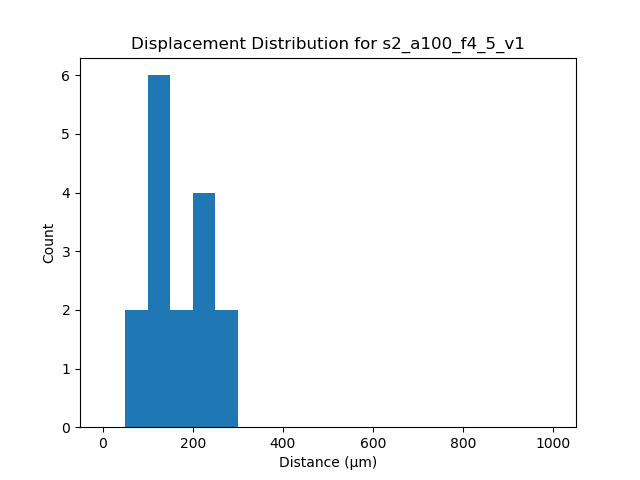 Displacement Distribution for s2_a100_f4_5_v1
6
5
4
3
2
1
0
Count
0 200 400 600 800 1000
Distance (μm)